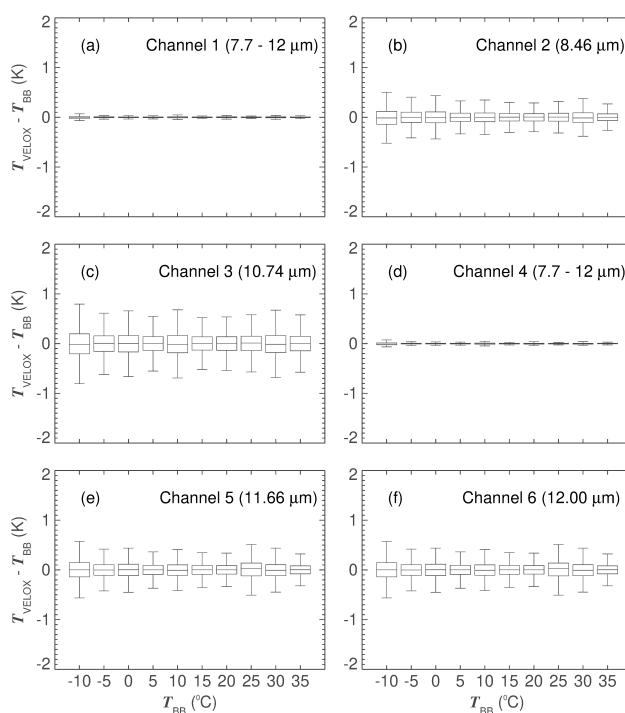 (a) Channel 1 (7.7 - 12 μm)
(b) Channel 2 (8.46 μm)
2
1
0
-1
-2
T_VELOX - T_BB (K)
2
1
0
-1
-2
(c) Channel 3 (10.74 μm)
(d) Channel 4 (7.7 - 12 μm)
2
1
0
-1
-2
T_VELOX - T_BB (K)
2
1
0
-1
-2
(e) Channel 5 (11.66 μm)
(f) Channel 6 (12.00 μm)
2
1
0
-1
-2
T_VELOX - T_BB (K)
2
1
0
-1
-2
-10 -5 0 5 10 15 20 25 30 35
-10 -5 0 5 10 15 20 25 30 35
T_BB (°C)
T_BB (°C)